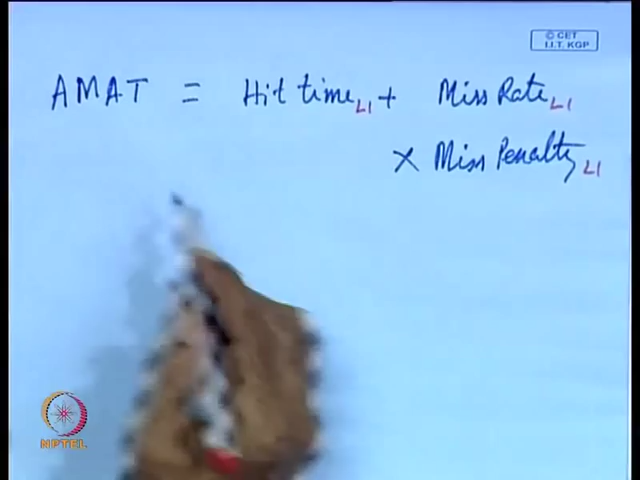 © CET
I.I.T. KGP
AMAT = Hit time L1 + Miss Rate L1
× Miss Penalty L1
NPTEL